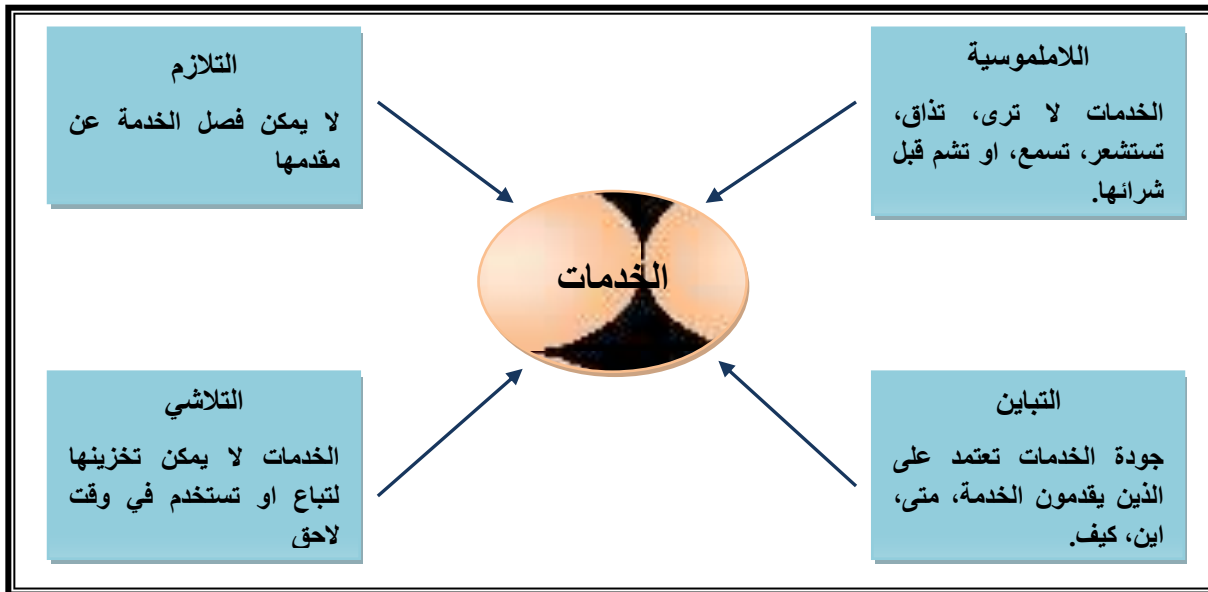 اللاملموسية
الخدمات لا ترى، تذاق،
تستشعر، تسمع، او تشم قبل
شرائها.
التلازم
لا يمكن فصل الخدمة عن
مقدمها
الخدمات
التباين
جودة الخدمات تعتمد على
الذين يقدمون الخدمة، متى،
اين، كيف.
التلاشي
الخدمات لا يمكن تخزينها
لتباع او تستخدم في وقت
لاحق